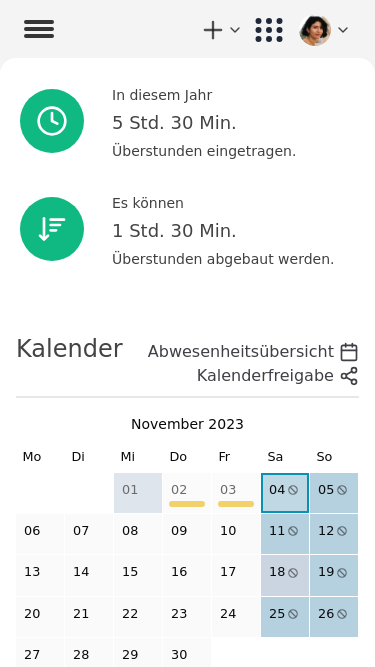 In diesem Jahr
5 Std. 30 Min.
Überstunden eingetragen.
Es können
1 Std. 30 Min.
Überstunden abgebaut werden.
Kalender
Abwesenheitsübersicht
Kalenderfreigabe
November 2023
Mo Di Mi Do Fr Sa So
01 02 03 04 05
06 07 08 09 10 11 12
13 14 15 16 17 18 19
20 21 22 23 24 25 26
27 28 29 30